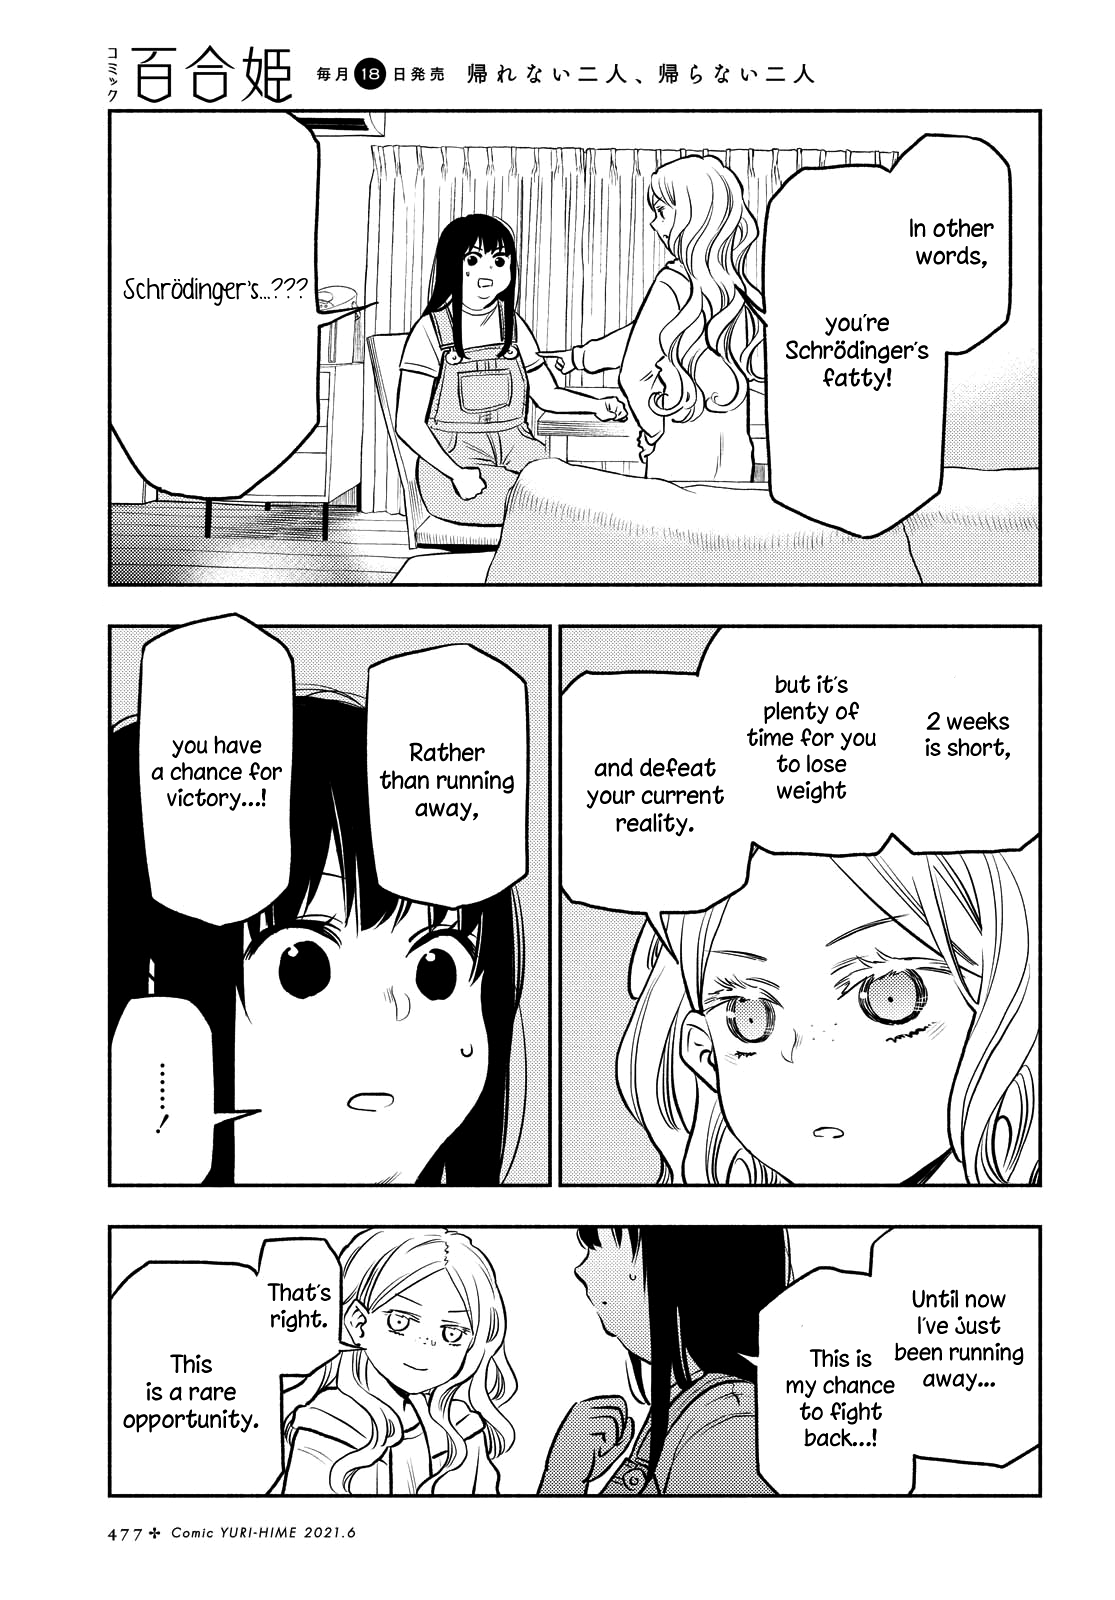 コミック
百合姫
毎月18日発売
帰れない二人、帰らない二人
In other
words,
you're
Schrödinger's
fatty!
Schrödinger's...???
2 weeks
is short,
but it's
plenty of
time for you
to lose
weight
and defeat
your current
reality.
Rather
than running
away,
you have
a chance for
victory...!
.......!
Until now
I've just
been running
away...
This is
my chance
to fight
back...!
That's
right.
This
is a rare
opportunity.
477 ✢ Comic YURI-HIME 2021.6